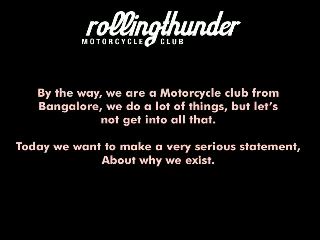 rollingthunder
MOTORCYCLE CLUB
By the way, we are a Motorcycle club from
Bangalore, we do a lot of things, but let's
not get into all that.
Today we want to make a very serious statement,
About why we exist.